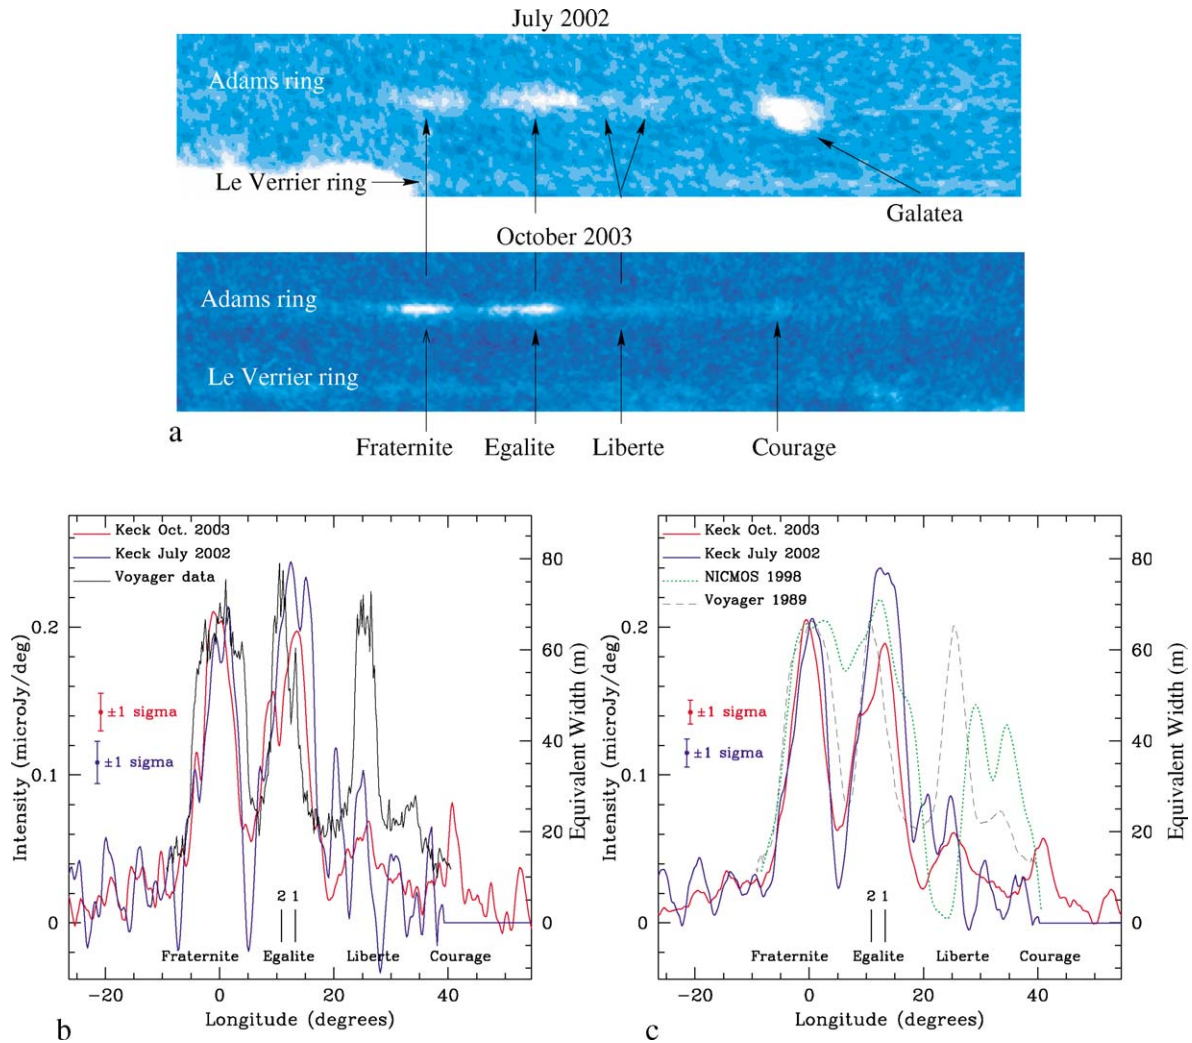 July 2002
Adams ring
Le Verrier ring
Galatea
October 2003
Adams ring
Le Verrier ring
a
Fraternite Egalite Liberte Courage
Keck Oct. 2003
Keck July 2002
Voyager data
80
60
40
20
0
0.2
0.1
0
±1 sigma
±1 sigma
Intensity (microJy/deg)
Equivalent Width (m)
2 1
Fraternite Egalite Liberte Courage
−20 0 20 40
Longitude (degrees)
b
Keck Oct. 2003
Keck July 2002
NICMOS 1998
Voyager 1989
80
60
40
20
0
0.2
0.1
0
±1 sigma
±1 sigma
Intensity (microJy/deg)
Equivalent Width (m)
2 1
Fraternite Egalite Liberte Courage
−20 0 20 40
Longitude (degrees)
c